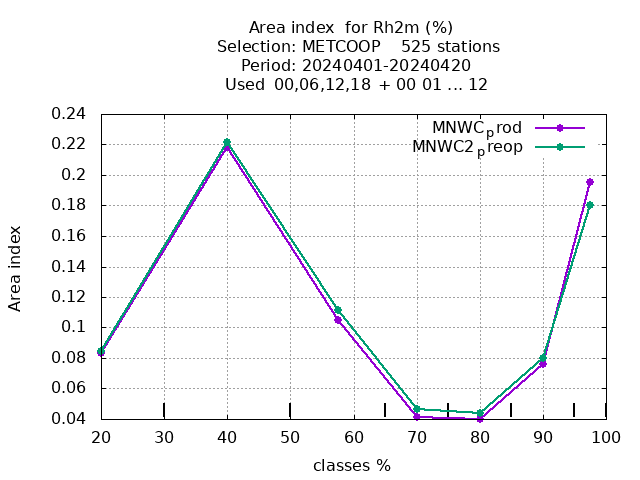 Area index  for Rh2m (%)
Selection: METCOOP    525 stations
Period: 20240401-20240420
Used  00,06,12,18 + 00 01 ... 12
0.24
0.22
0.2
0.18
0.16
0.14
0.12
0.1
0.08
0.06
0.04
MNWCprod
MNWC2preop
Area index
20 30 40 50 60 70 80 90 100
classes %